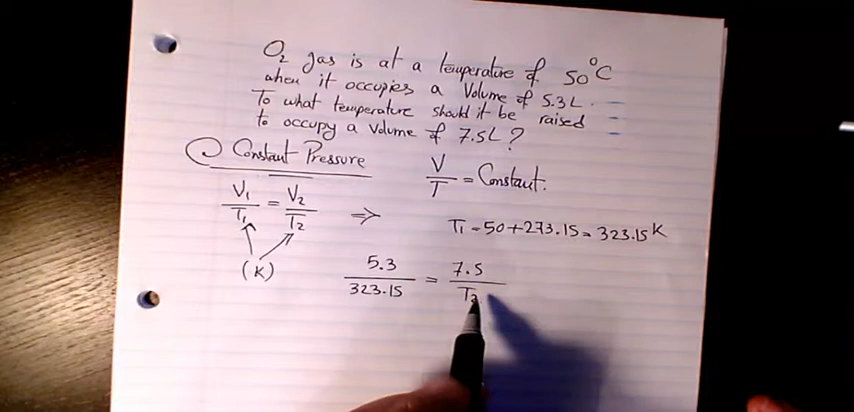 O₂ gas is at a temperature of 50°C
when it occupies a Volume of 5.3L.
To what temperature should it be raised
to occupy a volume of 7.5L?
@ Constant Pressure
V/T = Constant.
V₁/T₁ = V₂/T₂ ⇒
T₁ = 50+273.15 = 323.15 K
(K)
5.3/323.15 = 7.5/T₂